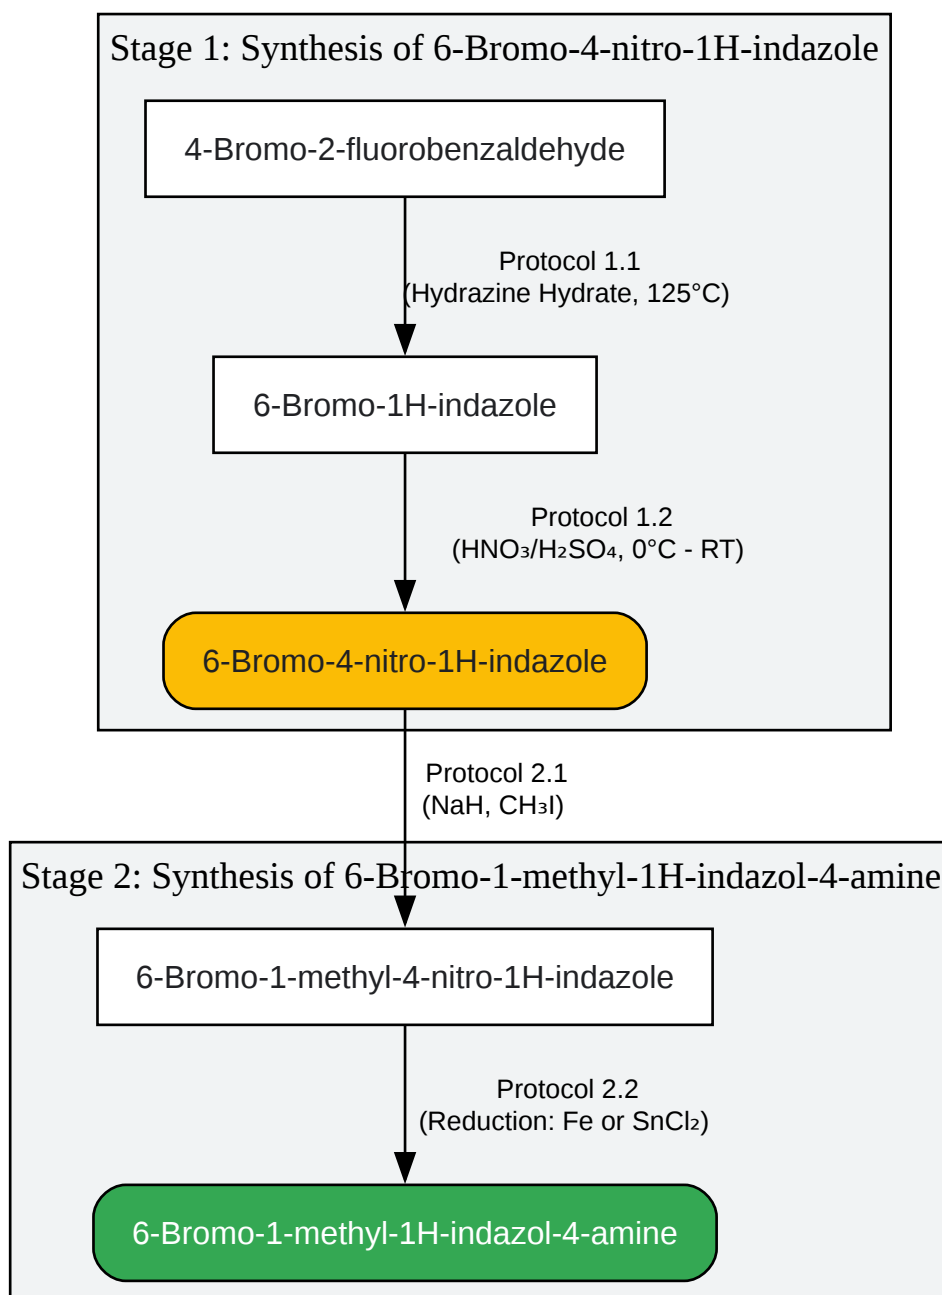 Stage 1: Synthesis of 6-Bromo-4-nitro-1H-indazole
4-Bromo-2-fluorobenzaldehyde
Protocol 1.1
(Hydrazine Hydrate, 125°C)
6-Bromo-1H-indazole
Protocol 1.2
(HNO₃/H₂SO₄, 0°C - RT)
6-Bromo-4-nitro-1H-indazole
Protocol 2.1
(NaH, CH₃I)
Stage 2: Synthesis of 6-Bromo-1-methyl-1H-indazol-4-amine
6-Bromo-1-methyl-4-nitro-1H-indazole
Protocol 2.2
(Reduction: Fe or SnCl₂)
6-Bromo-1-methyl-1H-indazol-4-amine